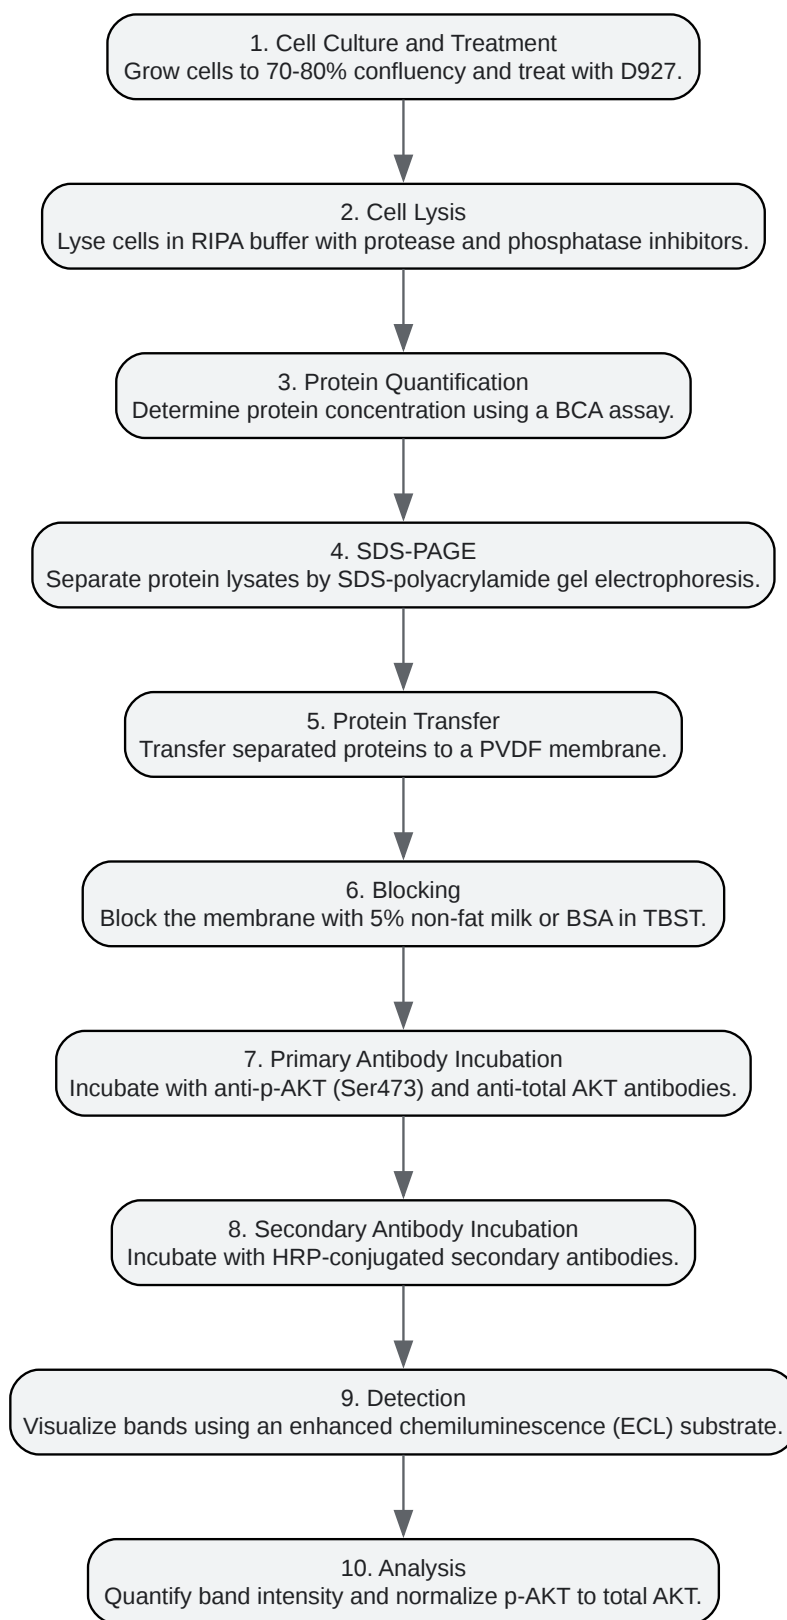 1. Cell Culture and Treatment
Grow cells to 70-80% confluency and treat with D927.
2. Cell Lysis
Lyse cells in RIPA buffer with protease and phosphatase inhibitors.
3. Protein Quantification
Determine protein concentration using a BCA assay.
4. SDS-PAGE
Separate protein lysates by SDS-polyacrylamide gel electrophoresis.
5. Protein Transfer
Transfer separated proteins to a PVDF membrane.
6. Blocking
Block the membrane with 5% non-fat milk or BSA in TBST.
7. Primary Antibody Incubation
Incubate with anti-p-AKT (Ser473) and anti-total AKT antibodies.
8. Secondary Antibody Incubation
Incubate with HRP-conjugated secondary antibodies.
9. Detection
Visualize bands using an enhanced chemiluminescence (ECL) substrate.
10. Analysis
Quantify band intensity and normalize p-AKT to total AKT.